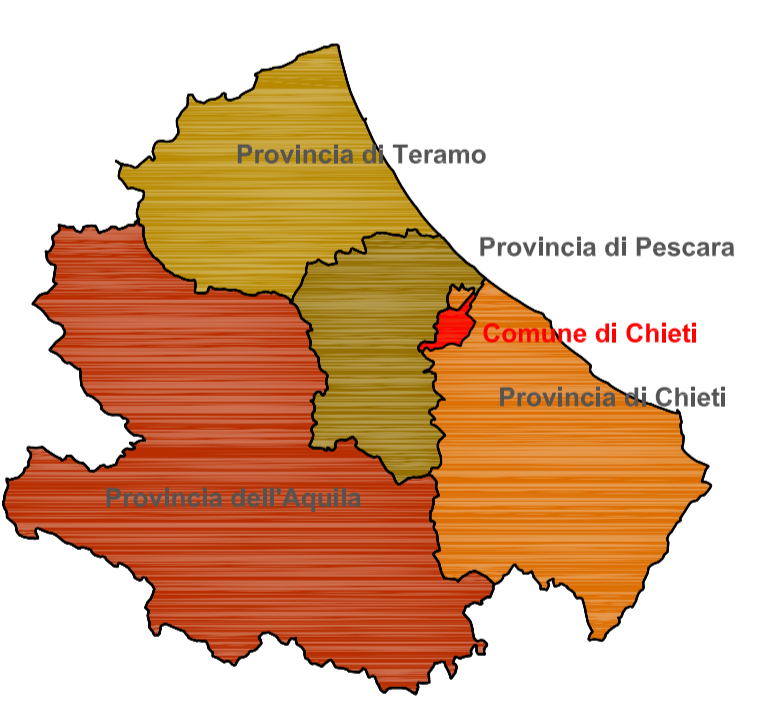 Provincia di Teramo
Provincia di Pescara
Comune di Chieti
Provincia di Chieti
Provincia dell'Aquila